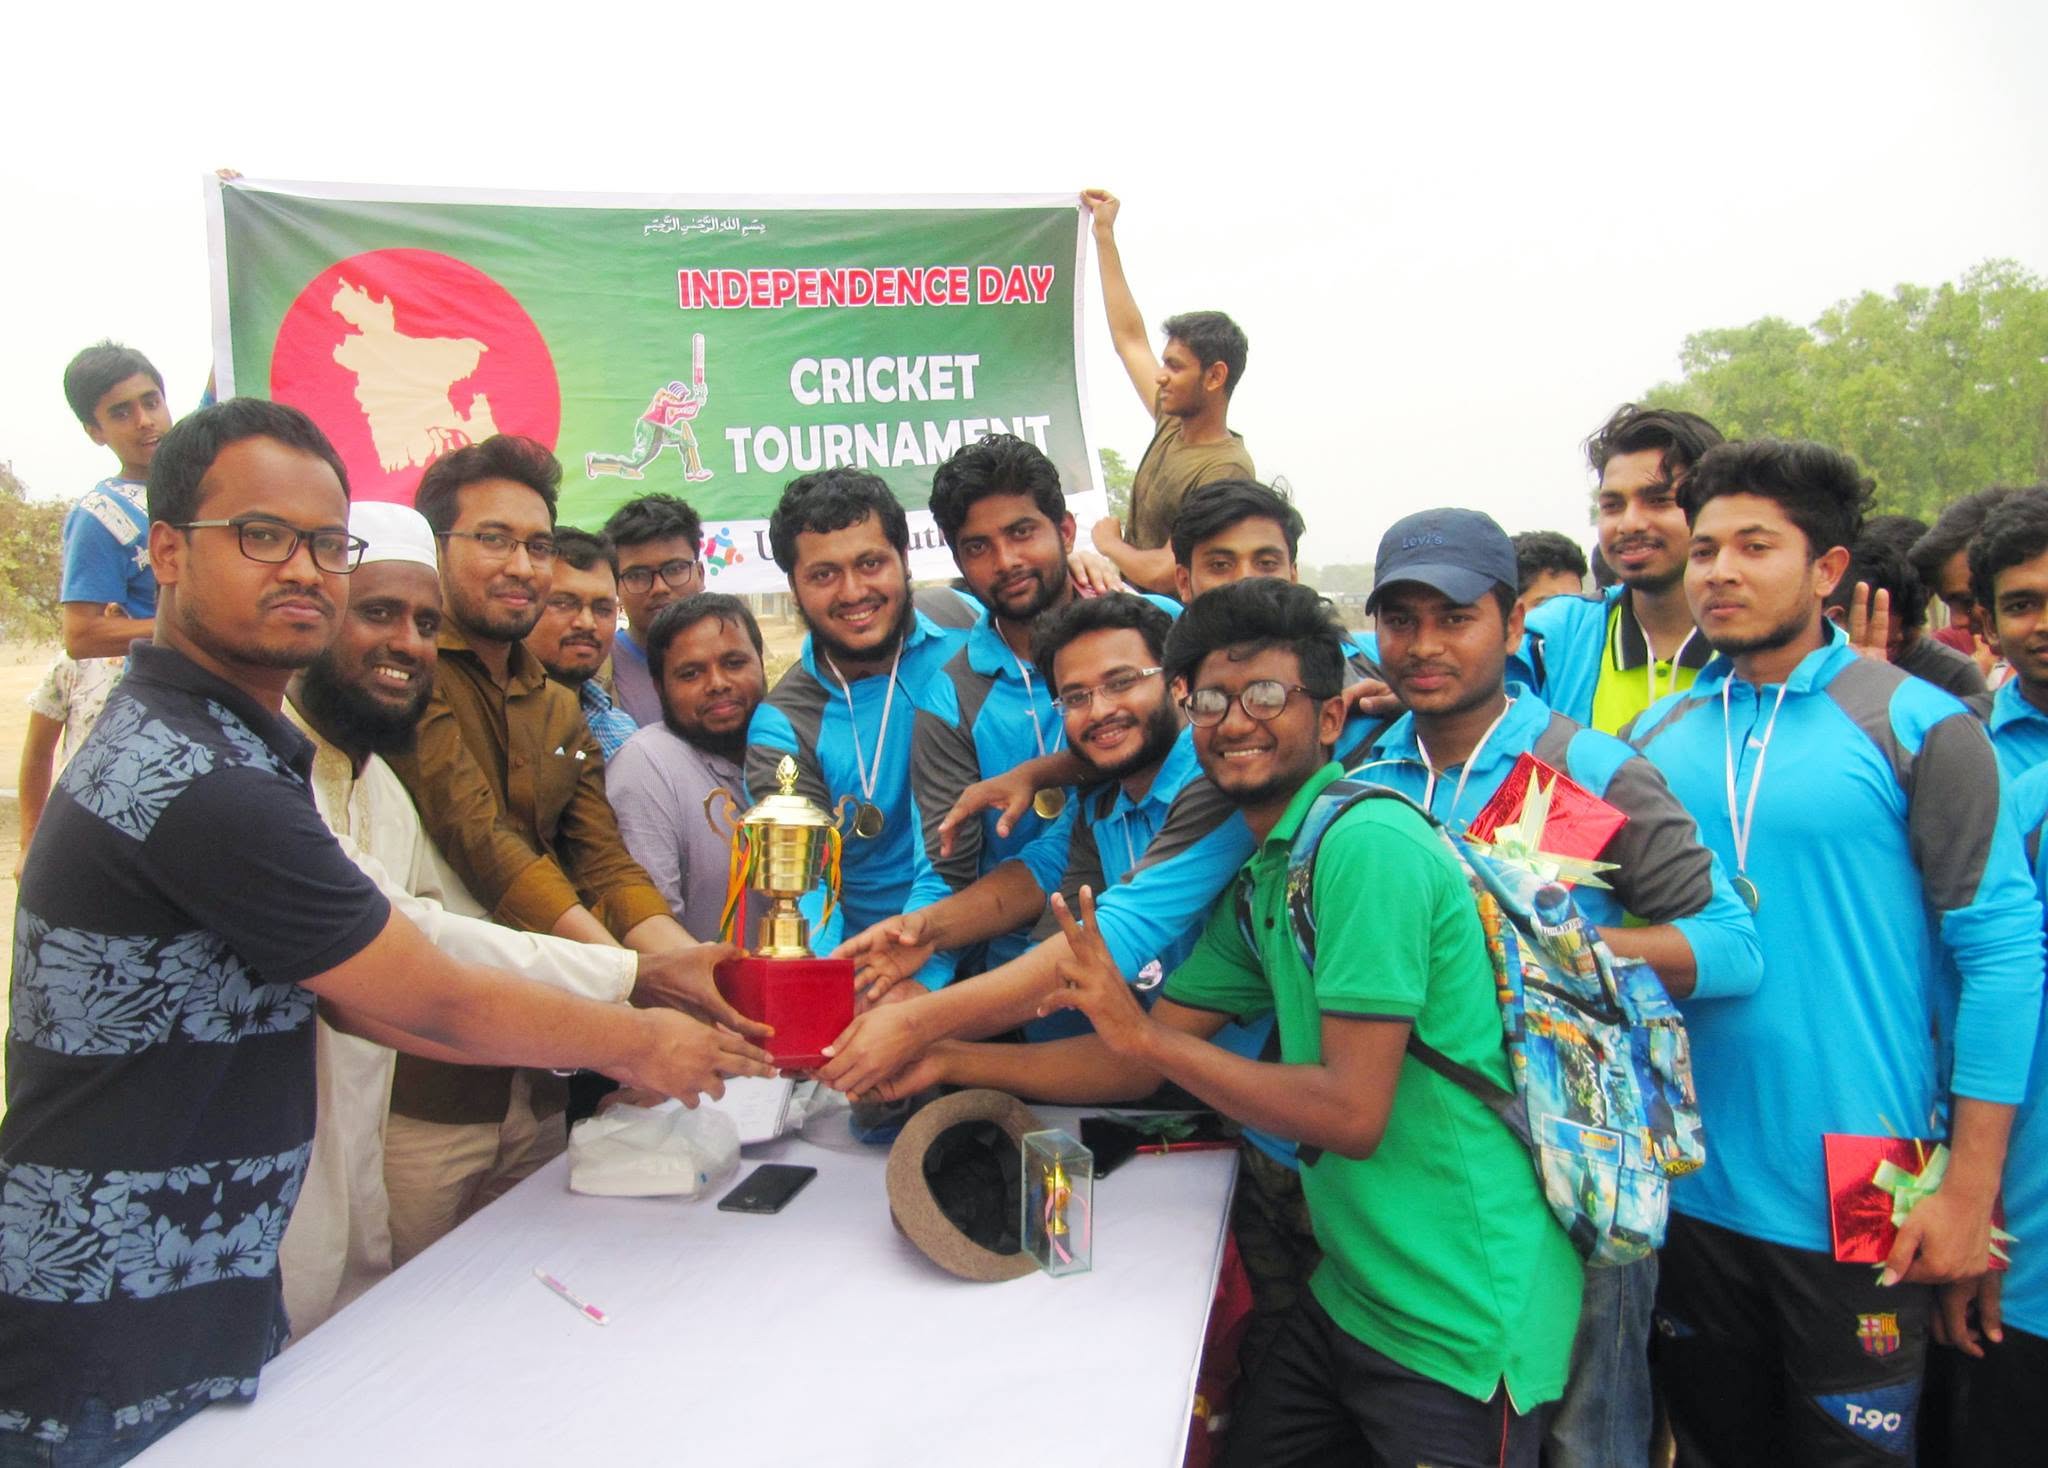 بِسْمِ اللهِ الرَّحْمٰنِ الرَّحِيْمِ
INDEPENDENCE DAY
CRICKET
TOURNAMENT
Levi's
T-90